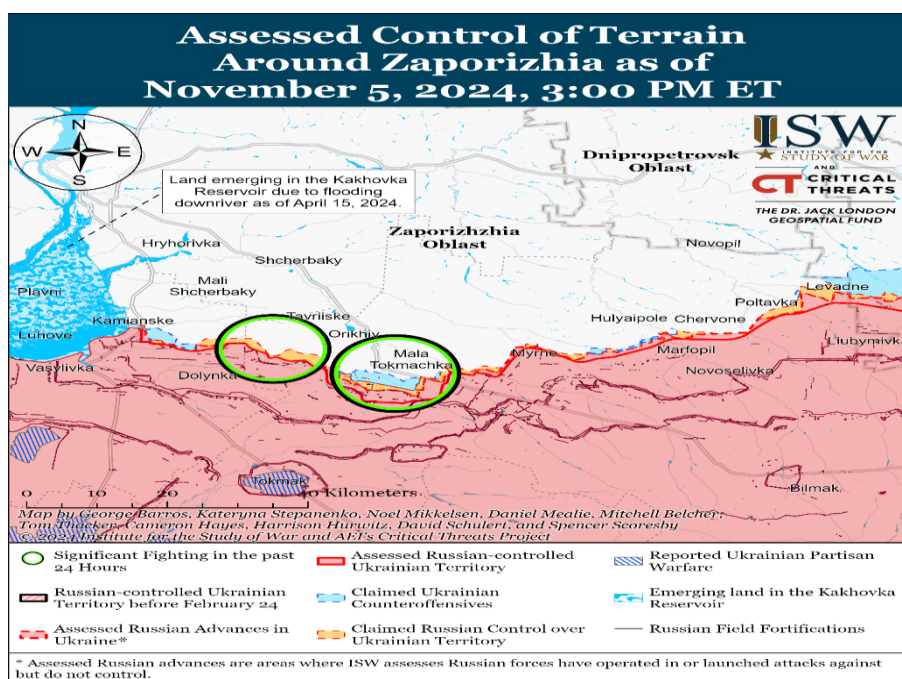 Assessed Control of Terrain
Around Zaporizhia as of
November 5, 2024, 3:00 PM ET
N
W
E
S
ISW
INSTITUTE FOR THE
STUDY OF WAR
AND
CT CRITICAL
THREATS
THE DR. JACK LONDON
GEOSPATIAL FUND
Dnipropetrovsk
Oblast
Land emerging in the Kakhovka
Reservoir due to flooding
downriver as of April 15, 2024.
Zaporizhzhia
Oblast
Hryhorivka
Novopil
Shcherbaky
Mali
Shcherbaky
Plavni
Levadne
Poltavka
Tavriiske
Kamianske
Hulyaipole
Chervone
Luhove
Orikhiv
Liubymivka
Mala
Tokmachka
Myrne
Marfopil
Vasylivka
Dolynka
Novoselivka
Tokmak
Bilmak
0
20
40 Kilometers
Map by George Barros, Kateryna Stepanenko, Noel Mikkelsen, Daniel Mealie, Mitchell Belcher,
Tom Thacker, Cameron Hayes, Harrison Hurwitz, David Schulert, and Spencer Scoresby
© 2024 Institute for the Study of War and AEI's Critical Threats Project
Significant Fighting in the past
24 Hours
Assessed Russian-controlled
Ukrainian Territory
Reported Ukrainian Partisan
Warfare
Russian-controlled Ukrainian
Territory before February 24
Claimed Ukrainian
Counteroffensives
Emerging land in the Kakhovka
Reservoir
Assessed Russian Advances in
Ukraine*
Claimed Russian Control over
Ukrainian Territory
Russian Field Fortifications
* Assessed Russian advances are areas where ISW assesses Russian forces have operated in or launched attacks against
but do not control.